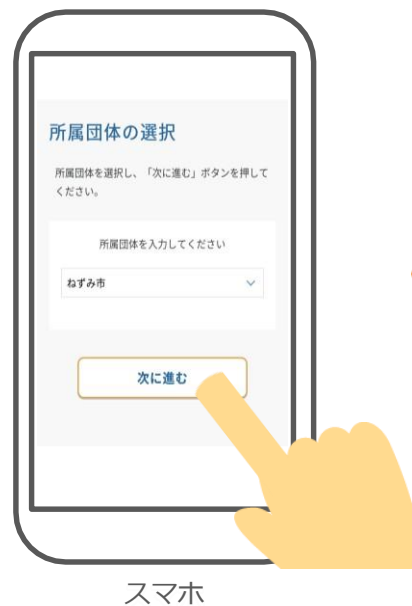 所属団体の選択
所属団体を選択し、「次に進む」ボタンを押して
ください。
所属団体を入力してください
ねずみ市
次に進む
スマホ